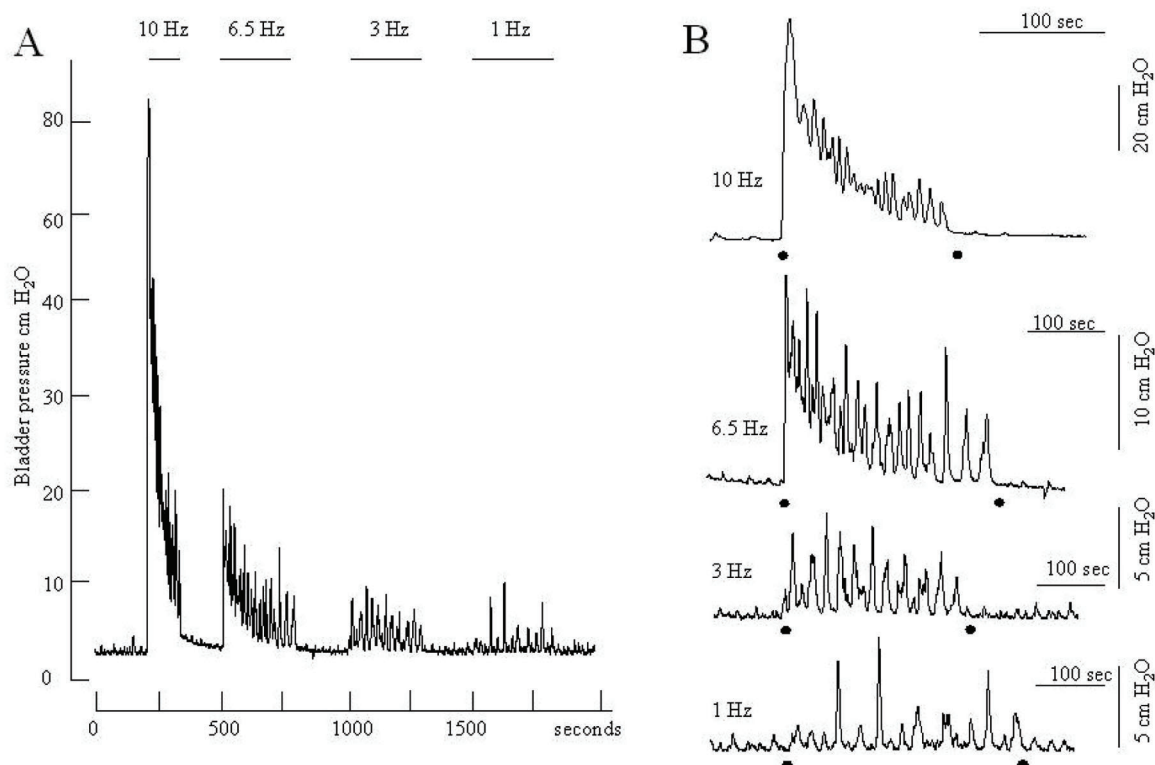 A
10 Hz 6.5 Hz 3 Hz 1 Hz
80
60
40
30
20
10
0
Bladder pressure cm H₂O
0 500 1000 1500 seconds
B
100 sec
20 cm H₂O
10 Hz
100 sec
10 cm H₂O
6.5 Hz
5 cm H₂O
3 Hz
100 sec
5 cm H₂O
1 Hz
100 sec